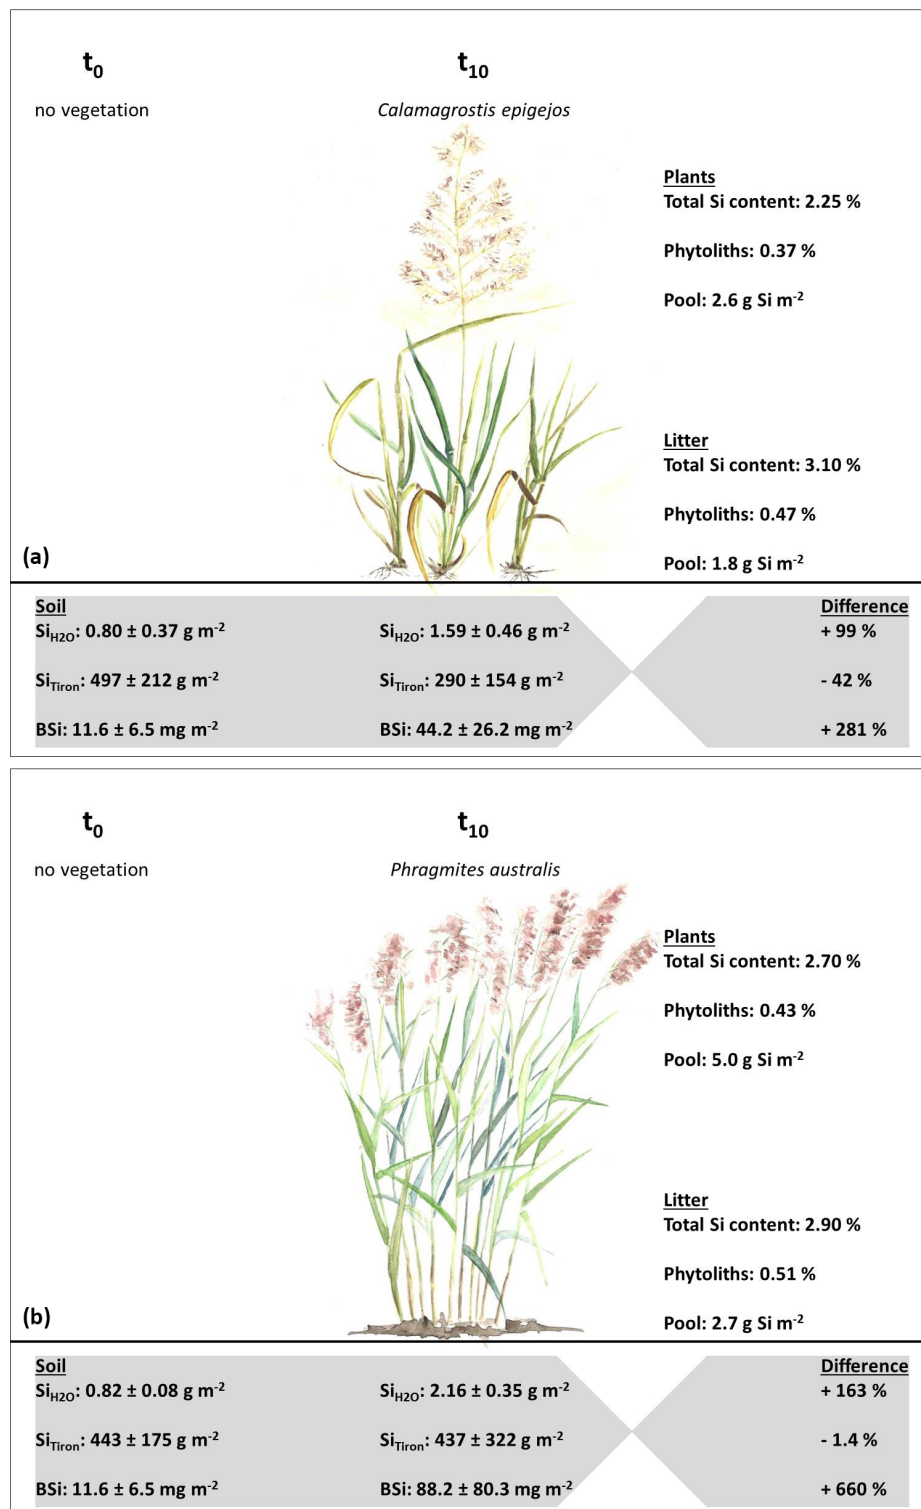 t0 t10
no vegetation Calamagrostis epigejos
Plants
Total Si content: 2.25 %
Phytoliths: 0.37 %
Pool: 2.6 g Si m-2
Litter
Total Si content: 3.10 %
Phytoliths: 0.47 %
Pool: 1.8 g Si m-2
(a)
Soil Difference
SiH2O: 0.80 ± 0.37 g m-2 SiH2O: 1.59 ± 0.46 g m-2 + 99 %
SiTiron: 497 ± 212 g m-2 SiTiron: 290 ± 154 g m-2 - 42 %
BSi: 11.6 ± 6.5 mg m-2 BSi: 44.2 ± 26.2 mg m-2 + 281 %
t0 t10
no vegetation Phragmites australis
Plants
Total Si content: 2.70 %
Phytoliths: 0.43 %
Pool: 5.0 g Si m-2
Litter
Total Si content: 2.90 %
Phytoliths: 0.51 %
Pool: 2.7 g Si m-2
(b)
Soil Difference
SiH2O: 0.82 ± 0.08 g m-2 SiH2O: 2.16 ± 0.35 g m-2 + 163 %
SiTiron: 443 ± 175 g m-2 SiTiron: 437 ± 322 g m-2 - 1.4 %
BSi: 11.6 ± 6.5 mg m-2 BSi: 88.2 ± 80.3 mg m-2 + 660 %